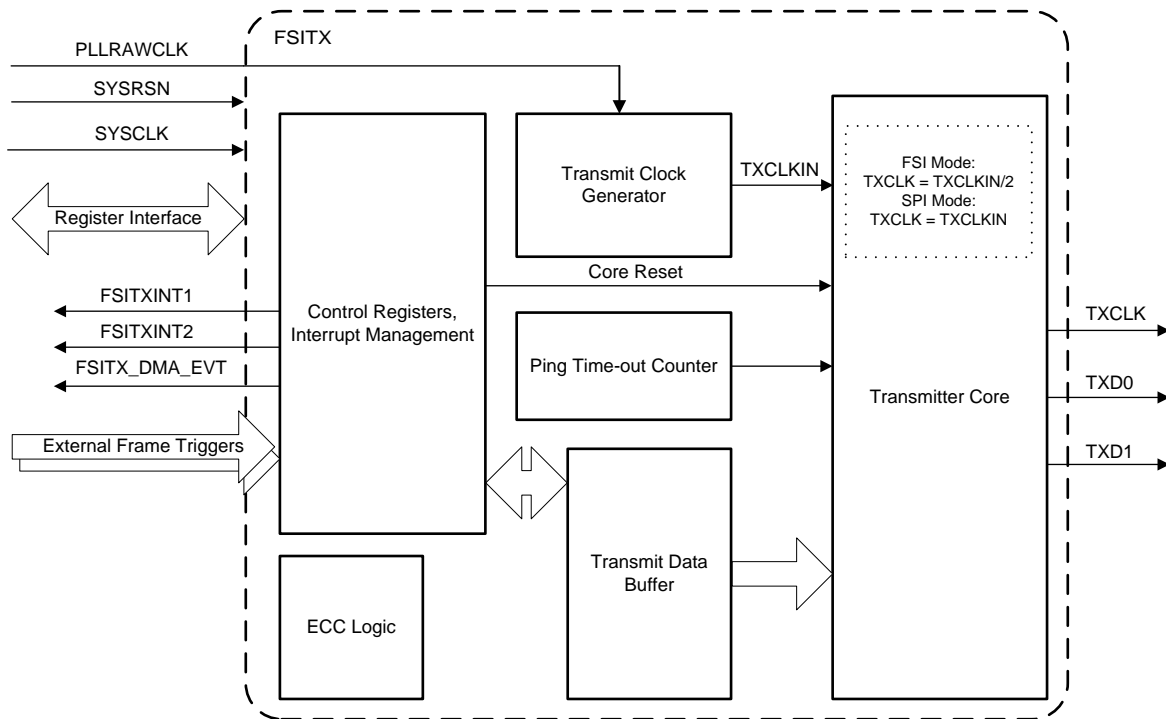 FSITX
PLLRAWCLK
SYSRSN
SYSCLK
Register Interface
FSITXINT1
FSITXINT2
FSITX_DMA_EVT
External Frame Triggers
Control Registers,
Interrupt Management
ECC Logic
Transmit Clock
Generator
TXCLKIN
Core Reset
Ping Time-out Counter
Transmit Data
Buffer
FSI Mode:
TXCLK = TXCLKIN/2
SPI Mode:
TXCLK = TXCLKIN
Transmitter Core
TXCLK
TXD0
TXD1